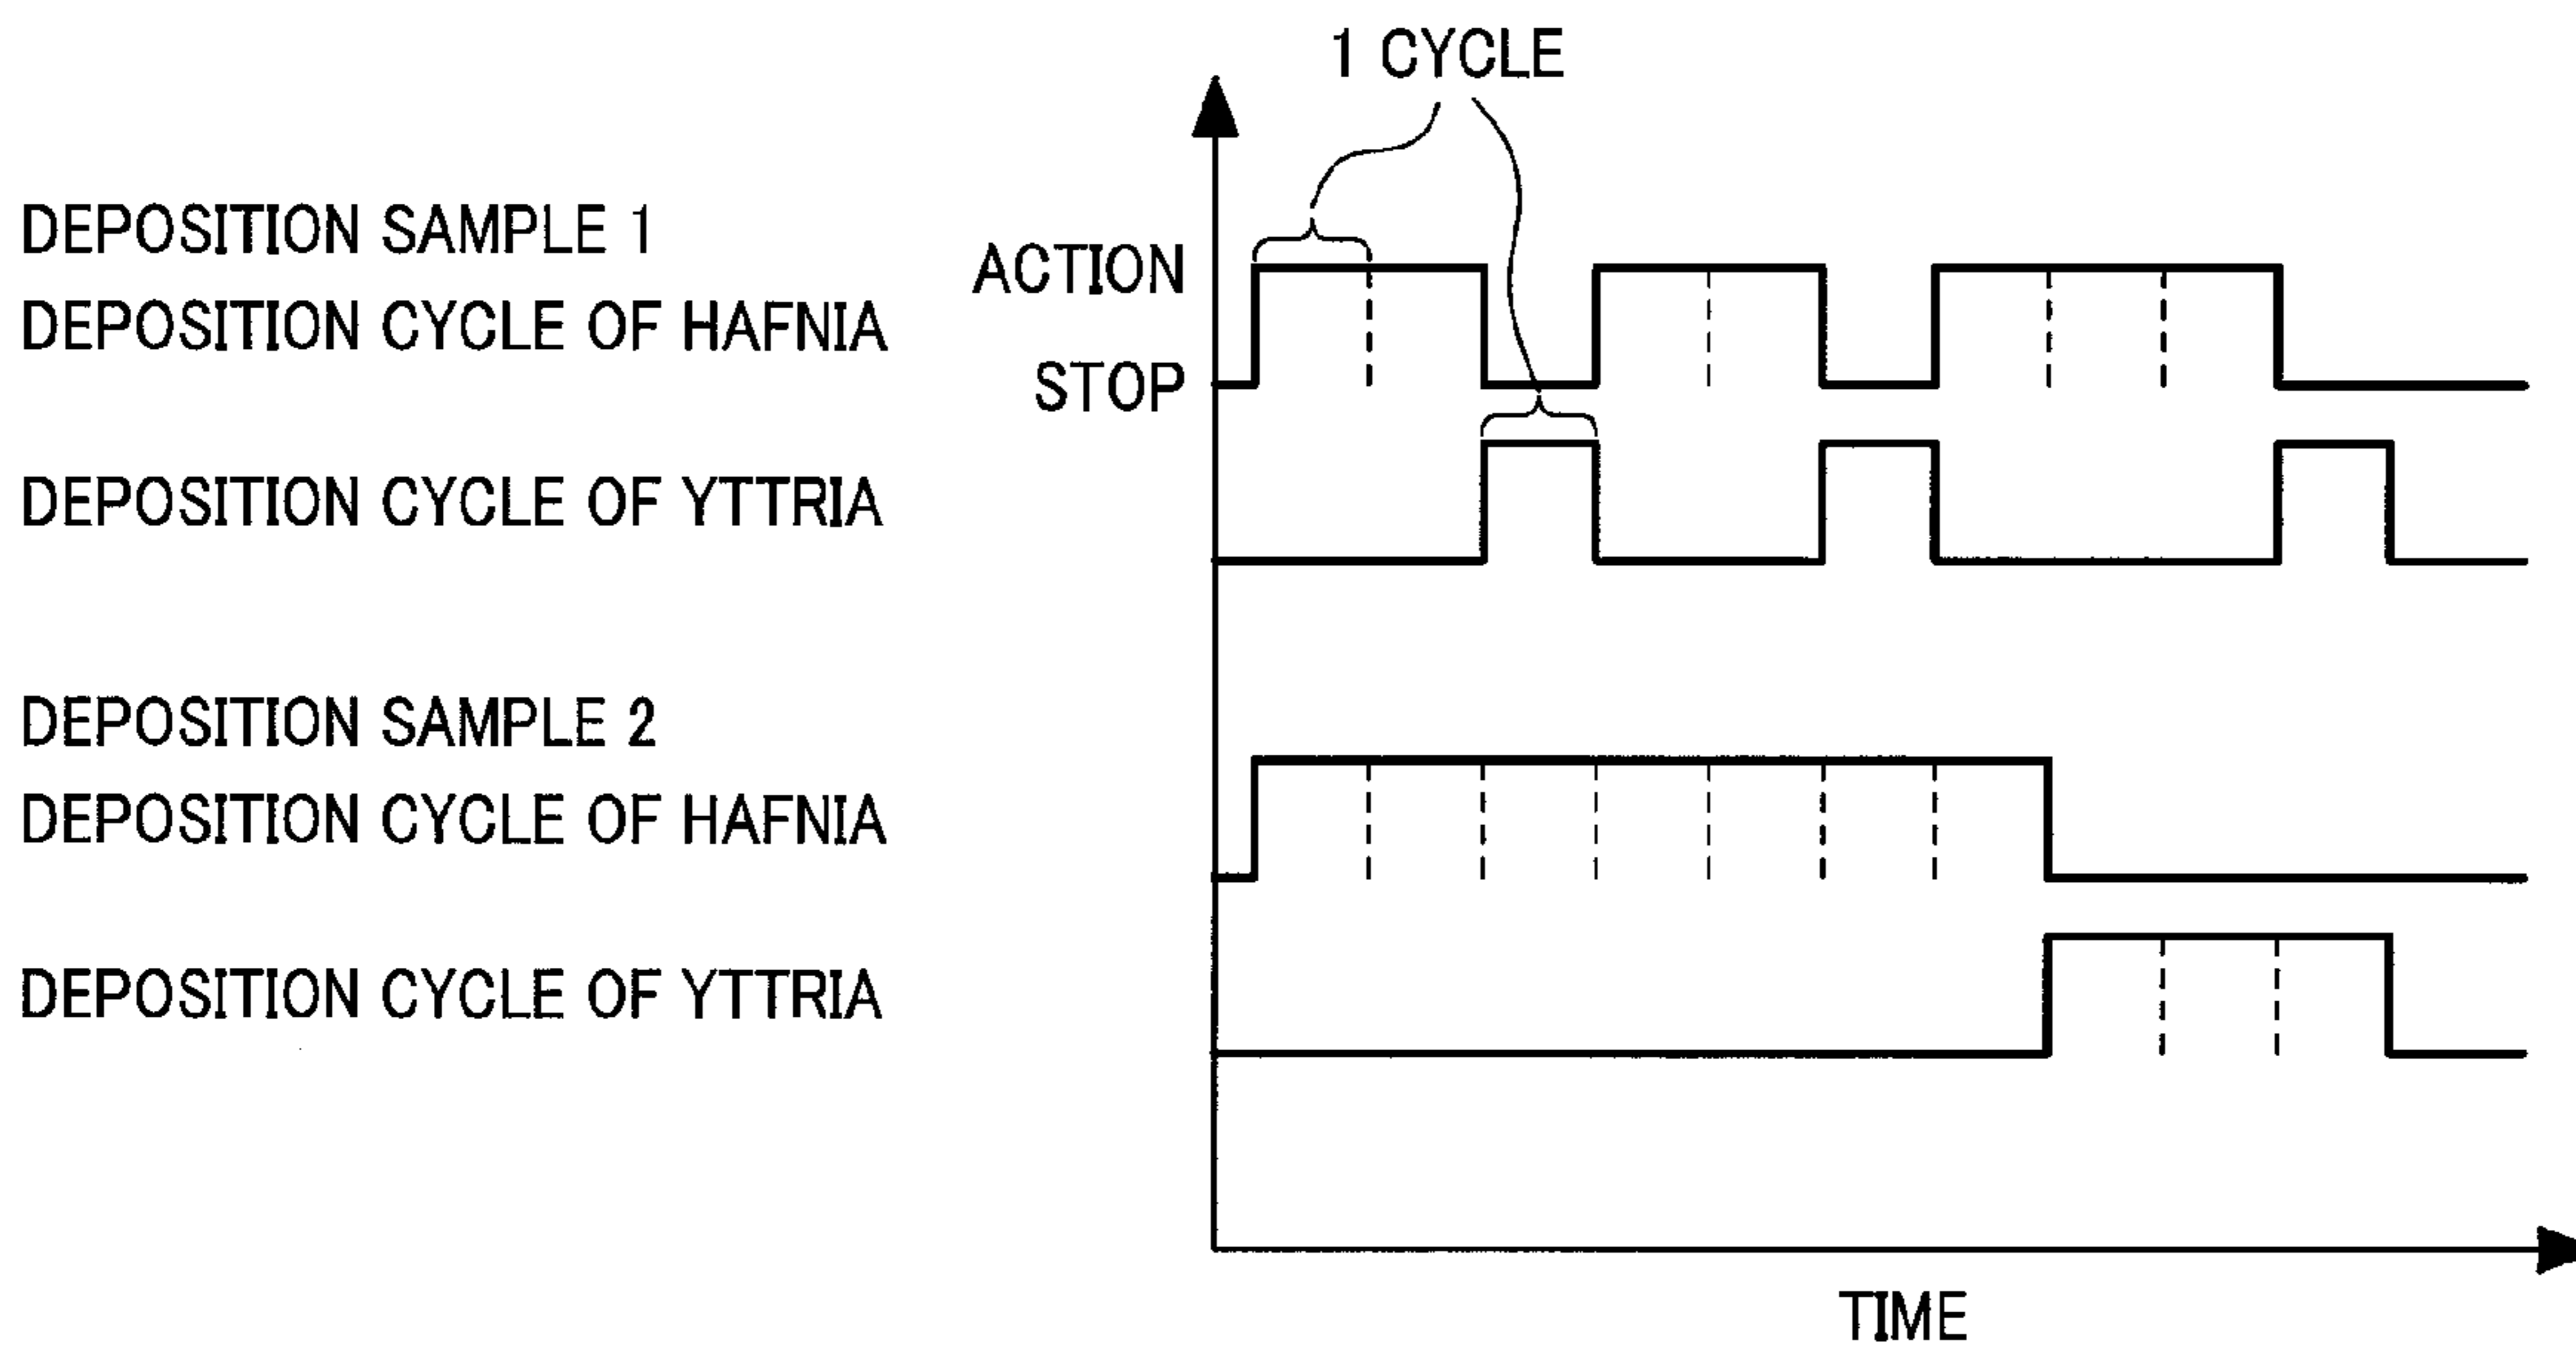 1 CYCLE
DEPOSITION SAMPLE 1
ACTION
DEPOSITION CYCLE OF HAFNIA
STOP
DEPOSITION CYCLE OF YTTRIA
DEPOSITION SAMPLE 2
DEPOSITION CYCLE OF HAFNIA
DEPOSITION CYCLE OF YTTRIA
TIME